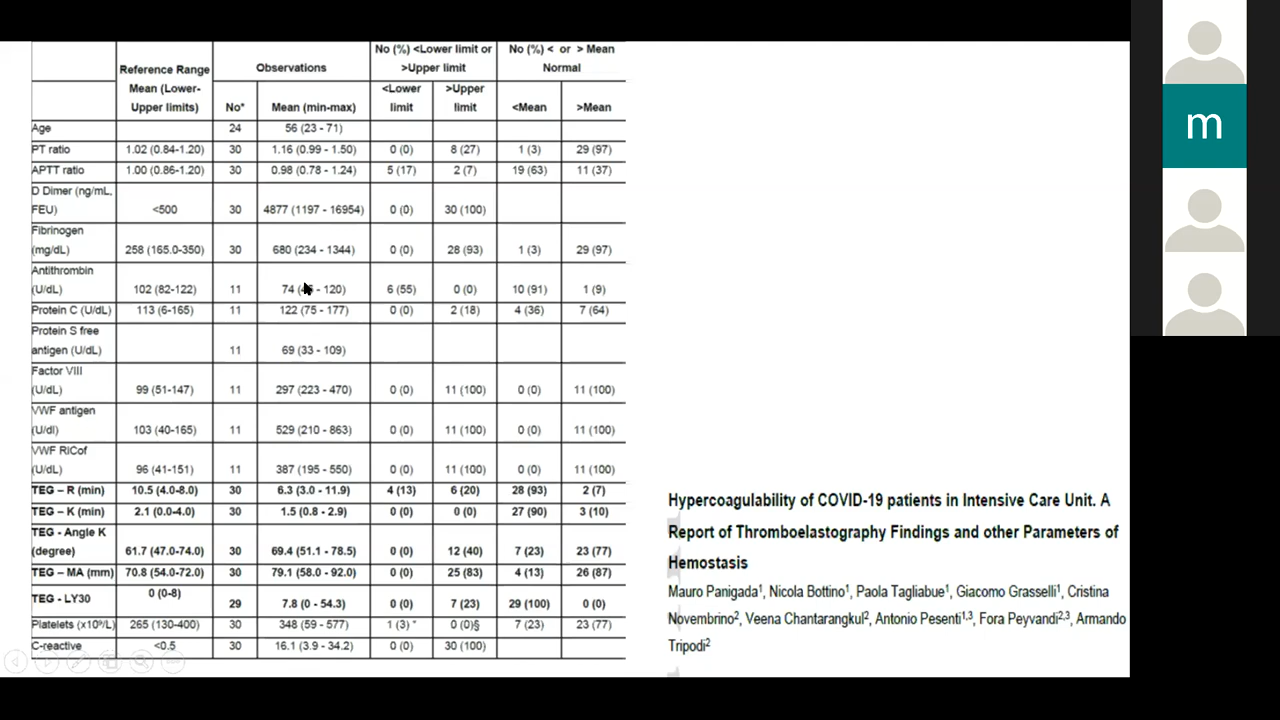 No (%) <Lower limit or >Upper limit No (%) < or > Mean Normal
Reference Range Mean (Lower-Upper limits) Observations
No* Mean (min-max) <Lower limit >Upper limit <Mean >Mean
Age 24 56 (23 - 71)
PT ratio 1.02 (0.84-1.20) 30 1.16 (0.99 - 1.50) 0 (0) 8 (27) 1 (3) 29 (97)
APTT ratio 1.00 (0.86-1.20) 30 0.98 (0.78 - 1.24) 5 (17) 2 (7) 19 (63) 11 (37)
D Dimer (ng/mL, FEU) <500 30 4877 (1197 - 16954) 0 (0) 30 (100)
Fibrinogen (mg/dL) 258 (165.0-350) 30 680 (234 - 1344) 0 (0) 28 (93) 1 (3) 29 (97)
Antithrombin (U/dL) 102 (82-122) 11 74 ( - 120) 6 (55) 0 (0) 10 (91) 1 (9)
Protein C (U/dL) 113 (6-165) 11 122 (75 - 177) 0 (0) 2 (18) 4 (36) 7 (64)
Protein S free antigen (U/dL) 11 69 (33 - 109)
Factor VIII (U/dL) 99 (51-147) 11 297 (223 - 470) 0 (0) 11 (100) 0 (0) 11 (100)
VWF antigen (U/dl) 103 (40-165) 11 529 (210 - 863) 0 (0) 11 (100) 0 (0) 11 (100)
VWF RiCof (U/dL) 96 (41-151) 11 387 (195 - 550) 0 (0) 11 (100) 0 (0) 11 (100)
TEG – R (min) 10.5 (4.0-8.0) 30 6.3 (3.0 - 11.9) 4 (13) 6 (20) 28 (93) 2 (7)
TEG – K (min) 2.1 (0.0-4.0) 30 1.5 (0.8 - 2.9) 0 (0) 0 (0) 27 (90) 3 (10)
TEG - Angle K (degree) 61.7 (47.0-74.0) 30 69.4 (51.1 - 78.5) 0 (0) 12 (40) 7 (23) 23 (77)
TEG – MA (mm) 70.8 (54.0-72.0) 30 79.1 (58.0 - 92.0) 0 (0) 25 (83) 4 (13) 26 (87)
TEG - LY30 0 (0-8) 29 7.8 (0 - 54.3) 0 (0) 7 (23) 29 (100) 0 (0)
Platelets (x10⁹/L) 265 (130-400) 30 348 (59 - 577) 1 (3) * 0 (0)§ 7 (23) 23 (77)
C-reactive <0.5 30 16.1 (3.9 - 34.2) 0 (0) 30 (100)
m
Hypercoagulability of COVID-19 patients in Intensive Care Unit. A
Report of Thromboelastography Findings and other Parameters of
Hemostasis
Mauro Panigada¹, Nicola Bottino¹, Paola Tagliabue¹, Giacomo Grasselli¹, Cristina
Novembrino², Veena Chantarangkul², Antonio Pesenti¹,³, Fora Peyvandi²,³, Armando
Tripodi²